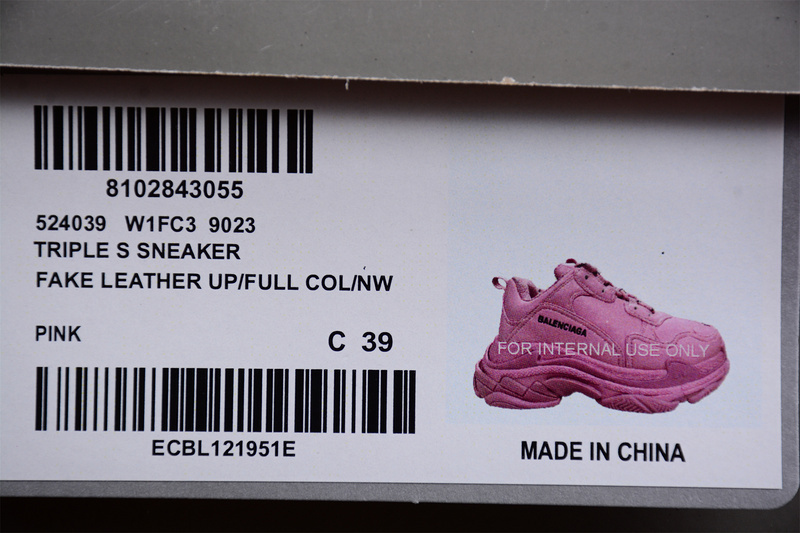 8102843055
524039 W1FC3 9023
TRIPLE S SNEAKER
FAKE LEATHER UP/FULL COL/NW
PINK
C 39
ECBL121951E
BALENCIAGA
FOR INTERNAL USE ONLY
MADE IN CHINA